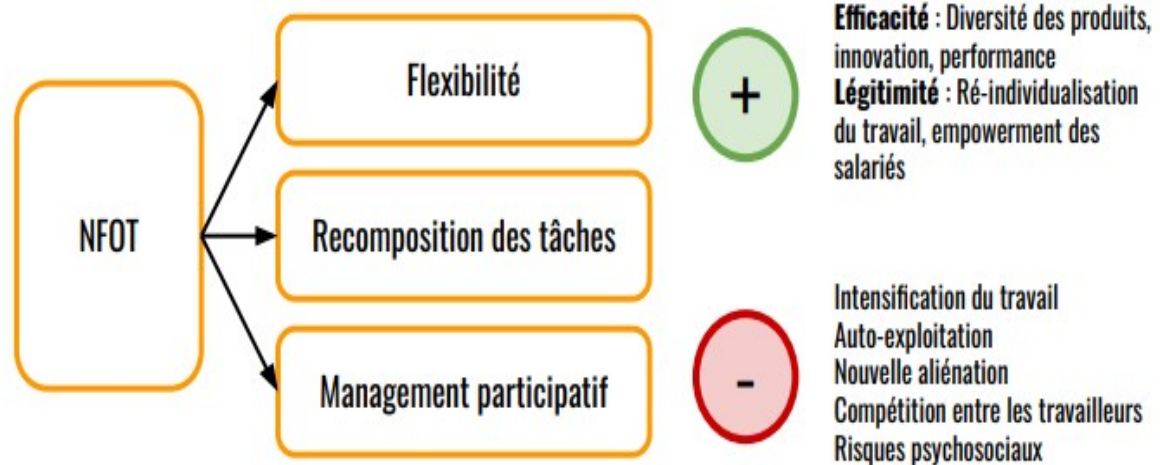 NFOT
Flexibilité
Recomposition des tâches
Management participatif
+
Efficacité : Diversité des produits,
innovation, performance
Légitimité : Ré-individualisation
du travail, empowerment des
salariés
-
Intensification du travail
Auto-exploitation
Nouvelle aliénation
Compétition entre les travailleurs
Risques psychosociaux